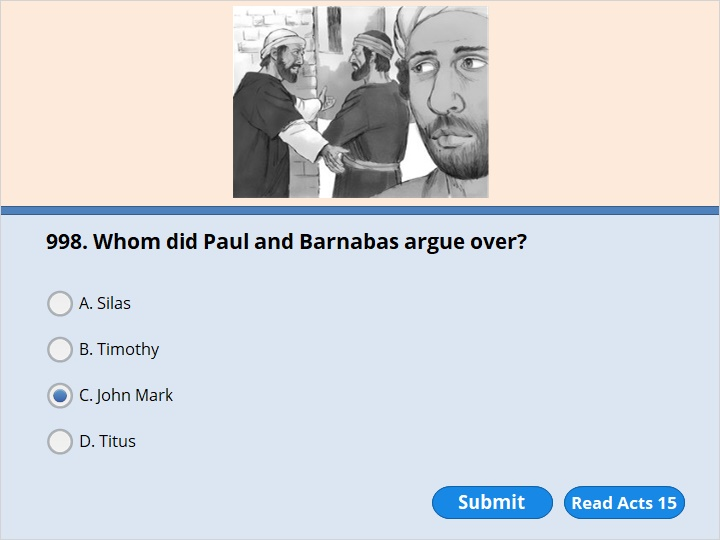 998. Whom did Paul and Barnabas argue over?
A. Silas
B. Timothy
C. John Mark
D. Titus
Submit
Read Acts 15